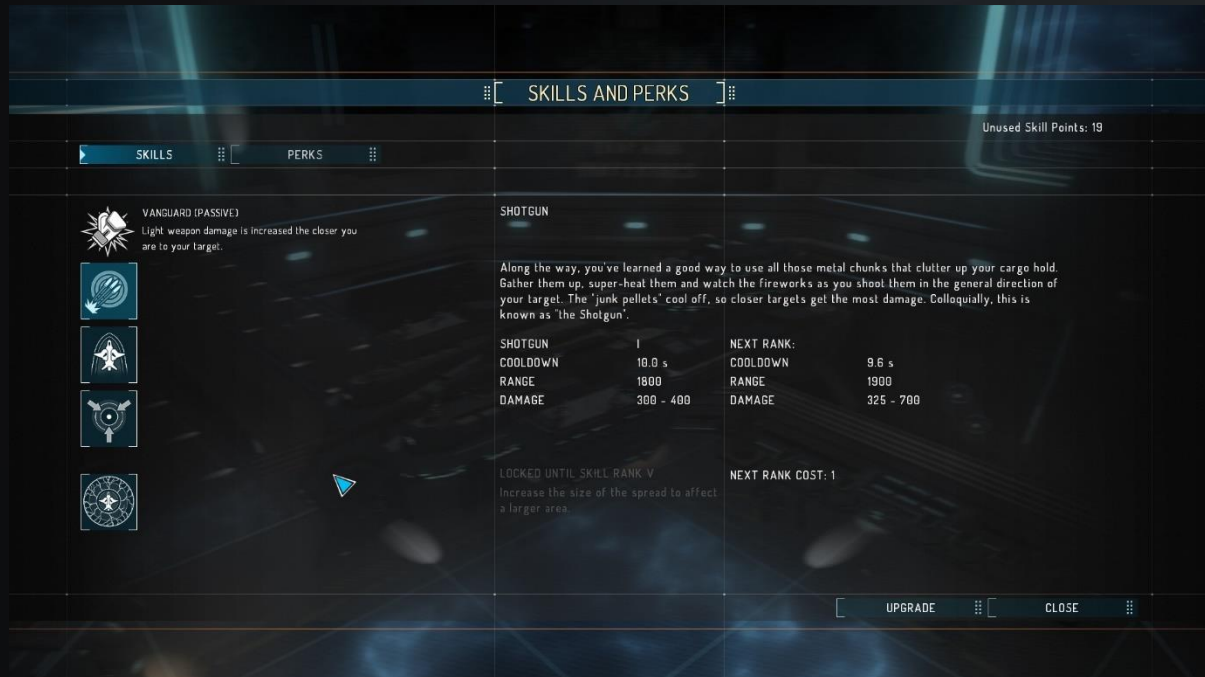 SKILLS AND PERKS
Unused Skill Points: 19
SKILLS
PERKS
VANGUARD (PASSIVE)
Light weapon damage is increased the closer you
are to your target.
SHOTGUN
Along the way, you've learned a good way to use all those metal chunks that clutter up your cargo hold.
Gather them up, super-heat them and watch the fireworks as you shoot them in the general direction of
your target. The 'junk pellets' cool off, so closer targets get the most damage. Colloquially, this is
known as "the Shotgun".
SHOTGUN I NEXT RANK:
COOLDOWN 10.0 s COOLDOWN 9.6 s
RANGE 1800 RANGE 1900
DAMAGE 300 - 400 DAMAGE 325 - 700
LOCKED UNTIL SKILL RANK V
Increase the size of the spread to affect
a larger area.
NEXT RANK COST: 1
UPGRADE
CLOSE